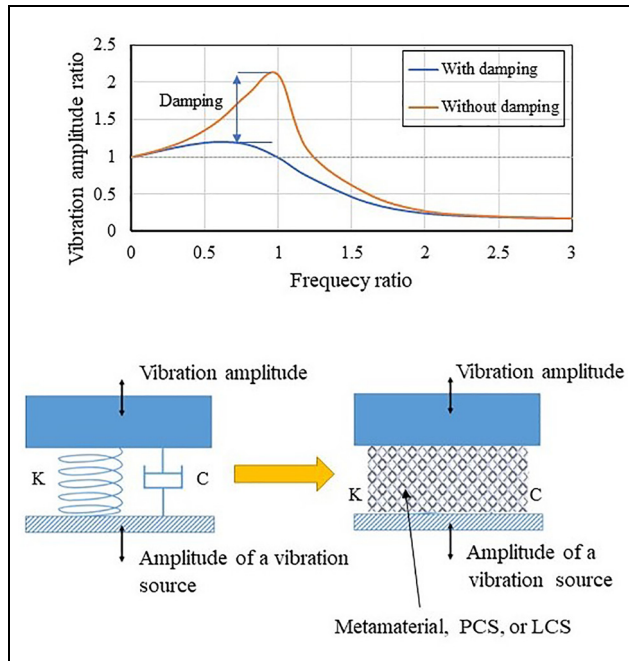 Vibration amplitude ratio
2.5
2
1.5
1
0.5
0
With damping
Without damping
Damping
0 0.5 1 1.5 2 2.5 3
Frequecy ratio
Vibration amplitude
K
C
Amplitude of a vibration
source
Vibration amplitude
K
C
Amplitude of a
vibration source
Metamaterial, PCS, or LCS